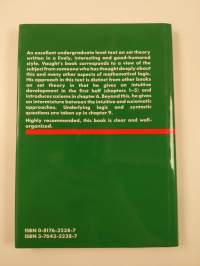 An excellent undergraduate level text on set theory
written in a lively, interesting and good-humored
style. Vaught's book corresponds to a view of the
subject from someone who has thought deeply about
this and many other aspects of mathematical logic.
His approach in this text is distinct from other books
on set theory in that he gives an intuitive
development in the first half (chapters 1-5) and
introduces axioms in chapter 6. Beyond this, he gives
an intermixture between the intuitive and axiomatic
approaches. Underlying logic and syntactic
questions are taken up in chapter 9.
Highly recommended, this book is clear and well-
organized.
ISBN 0-8176-3538-7
ISBN 3-7643-3538-7